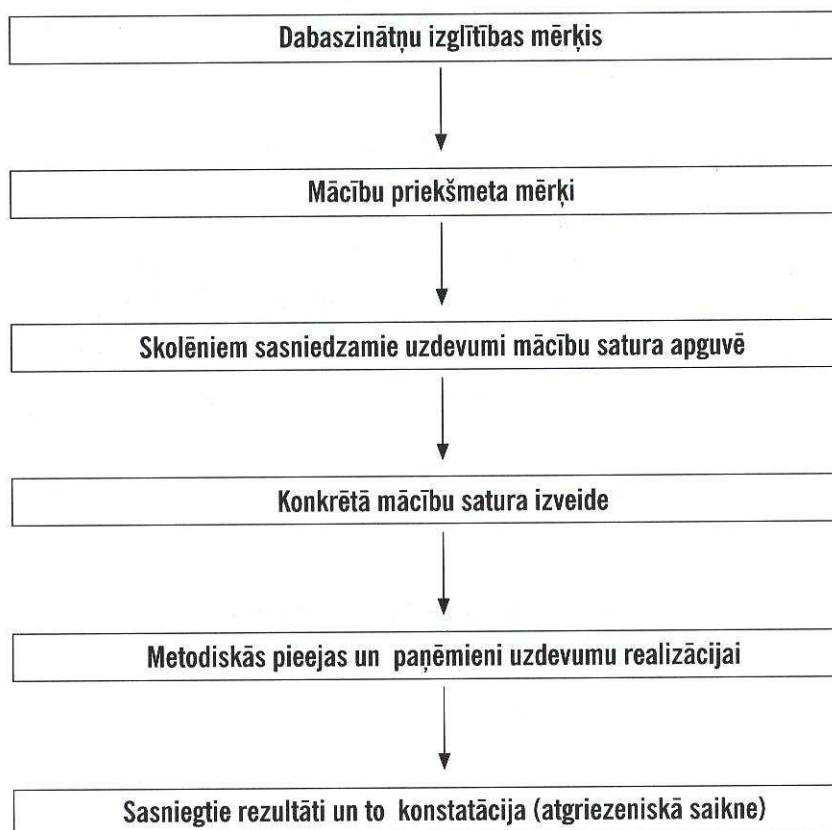 Dabaszinātņu izglītības mērķis
Mācību priekšmeta mērķi
Skolēniem sasniedzamie uzdevumi mācību satura apguvē
Konkrētā mācību satura izveide
Metodiskās pieejas un paņēmieni uzdevumu realizācijai
Sasniegtie rezultāti un to konstatācija (atgriezeniskā saikne)